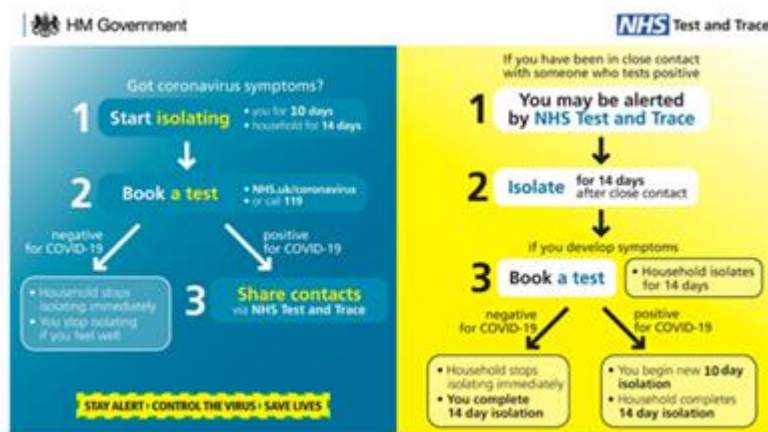 HM Government
NHS Test and Trace
Got coronavirus symptoms?
1 Start isolating
• you for 10 days
• household for 14 days
2 Book a test
• NHS.uk/coronavirus
• or call 119
negative
for COVID-19
positive
for COVID-19
• Household stops
isolating immediately
• You stop isolating
if you feel well
3 Share contacts
via NHS Test and Trace
STAY ALERT › CONTROL THE VIRUS › SAVE LIVES
If you have been in close contact
with someone who tests positive
1 You may be alerted
by NHS Test and Trace
2 Isolate
for 14 days
after close contact
if you develop symptoms
3 Book a test
• Household isolates
for 14 days
negative
for COVID-19
positive
for COVID-19
• Household stops
isolating immediately
• You complete
14 day isolation
• You begin new 10 day
isolation
• Household completes
14 day isolation